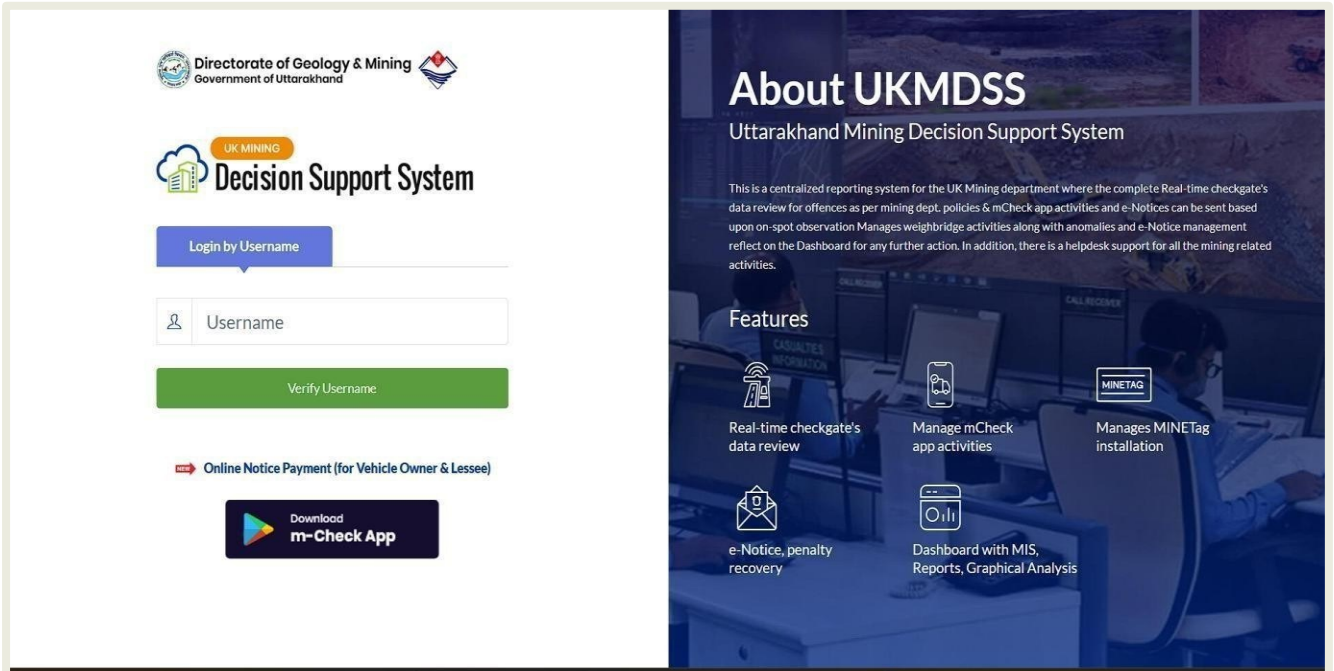 Directorate of Geology & Mining
Government of Uttarakhand
UK MINING
Decision Support System
Login by Username
Username
Verify Username
NEW Online Notice Payment (for Vehicle Owner & Lessee)
Download
m-Check App
About UKMDSS
Uttarakhand Mining Decision Support System
This is a centralized reporting system for the UK Mining department where the complete Real-time checkgate's
data review for offences as per mining dept. policies & mCheck app activities and e-Notices can be sent based
upon on-spot observation Manages weighbridge activities along with anomalies and e-Notice management
reflect on the Dashboard for any further action. In addition, there is a helpdesk support for all the mining related
activities.
CALL RECEIVER
CALL RECEIVER
Features
CASUALTIES
INFORMATION
MINETAG
Real-time checkgate's
data review
Manage mCheck
app activities
Manages MINETag
installation
e-Notice, penalty
recovery
Dashboard with MIS,
Reports, Graphical Analysis